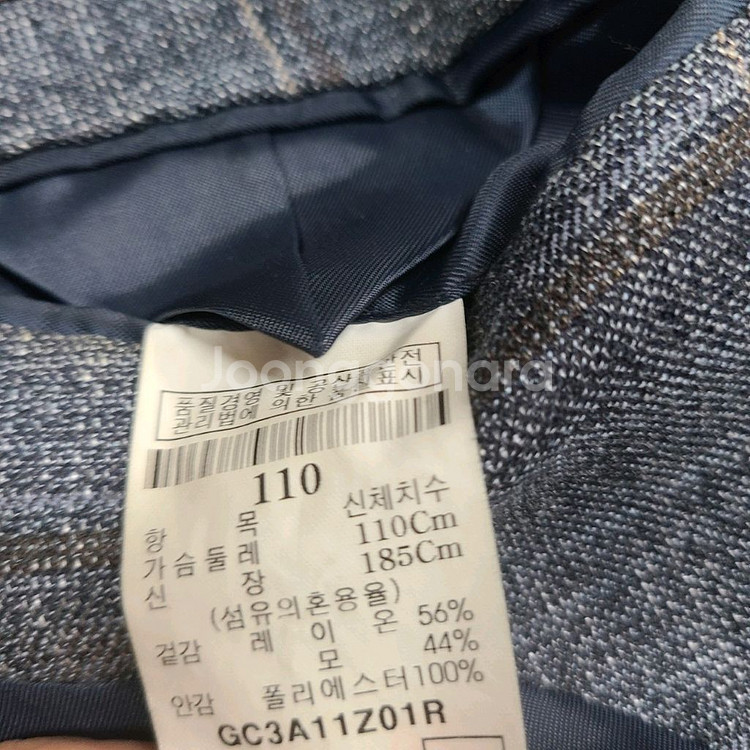 Joonggonara
품질경영 및 공산품안전
관리법에 의한 품질표시
110
항 목 신체치수
가슴둘레 110Cm
신 장 185Cm
(섬유의혼용율)
겉감 레 이 온 56%
모 44%
안감 폴리에스터100%
GC3A11Z01R